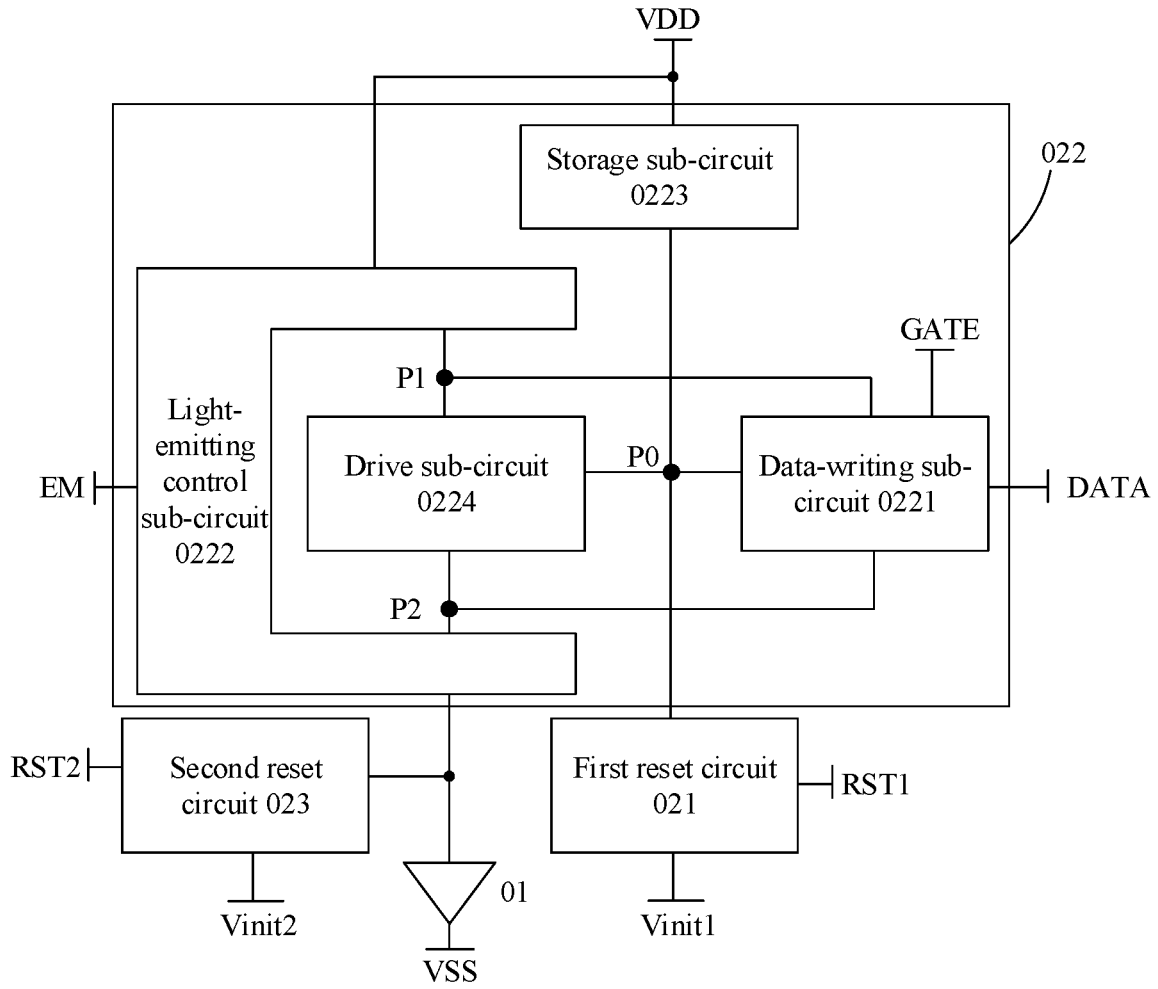 VDD
Storage sub-circuit
0223
022
GATE
P1
Light-
emitting
control
sub-circuit
0222
Drive sub-circuit
0224
P0
Data-writing sub-
circuit 0221
EM
DATA
P2
RST2
Second reset
circuit 023
First reset circuit
021
RST1
01
Vinit2
Vinit1
VSS